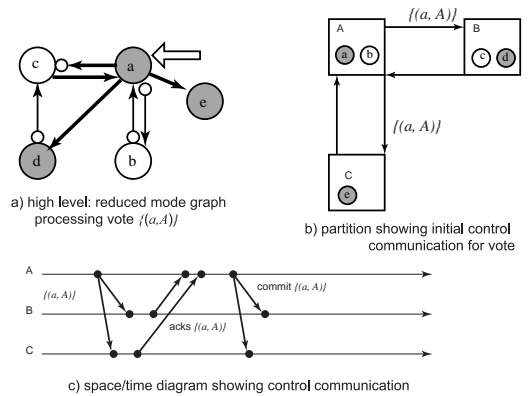 c
a
e
d
b
a) high level: reduced mode graph
processing vote {(a,A)}
{(a, A)}
A
B
a
b
c
d
{(a, A)}
C
e
b) partition showing initial control
communication for vote
A
{(a, A)}
commit {(a, A)}
B
acks {(a, A)}
C
c) space/time diagram showing control communication